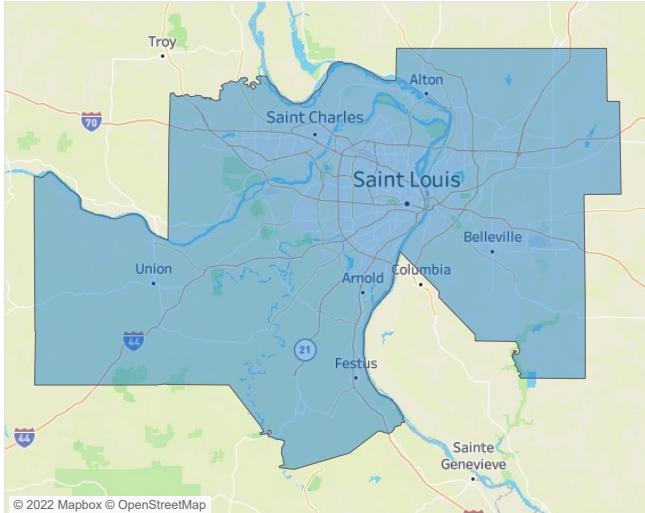 Troy
Alton
70
Saint Charles
Saint Louis
Belleville
Union
Arnold
Columbia
44
21
Festus
44
Sainte
Genevieve
© 2022 Mapbox © OpenStreetMap